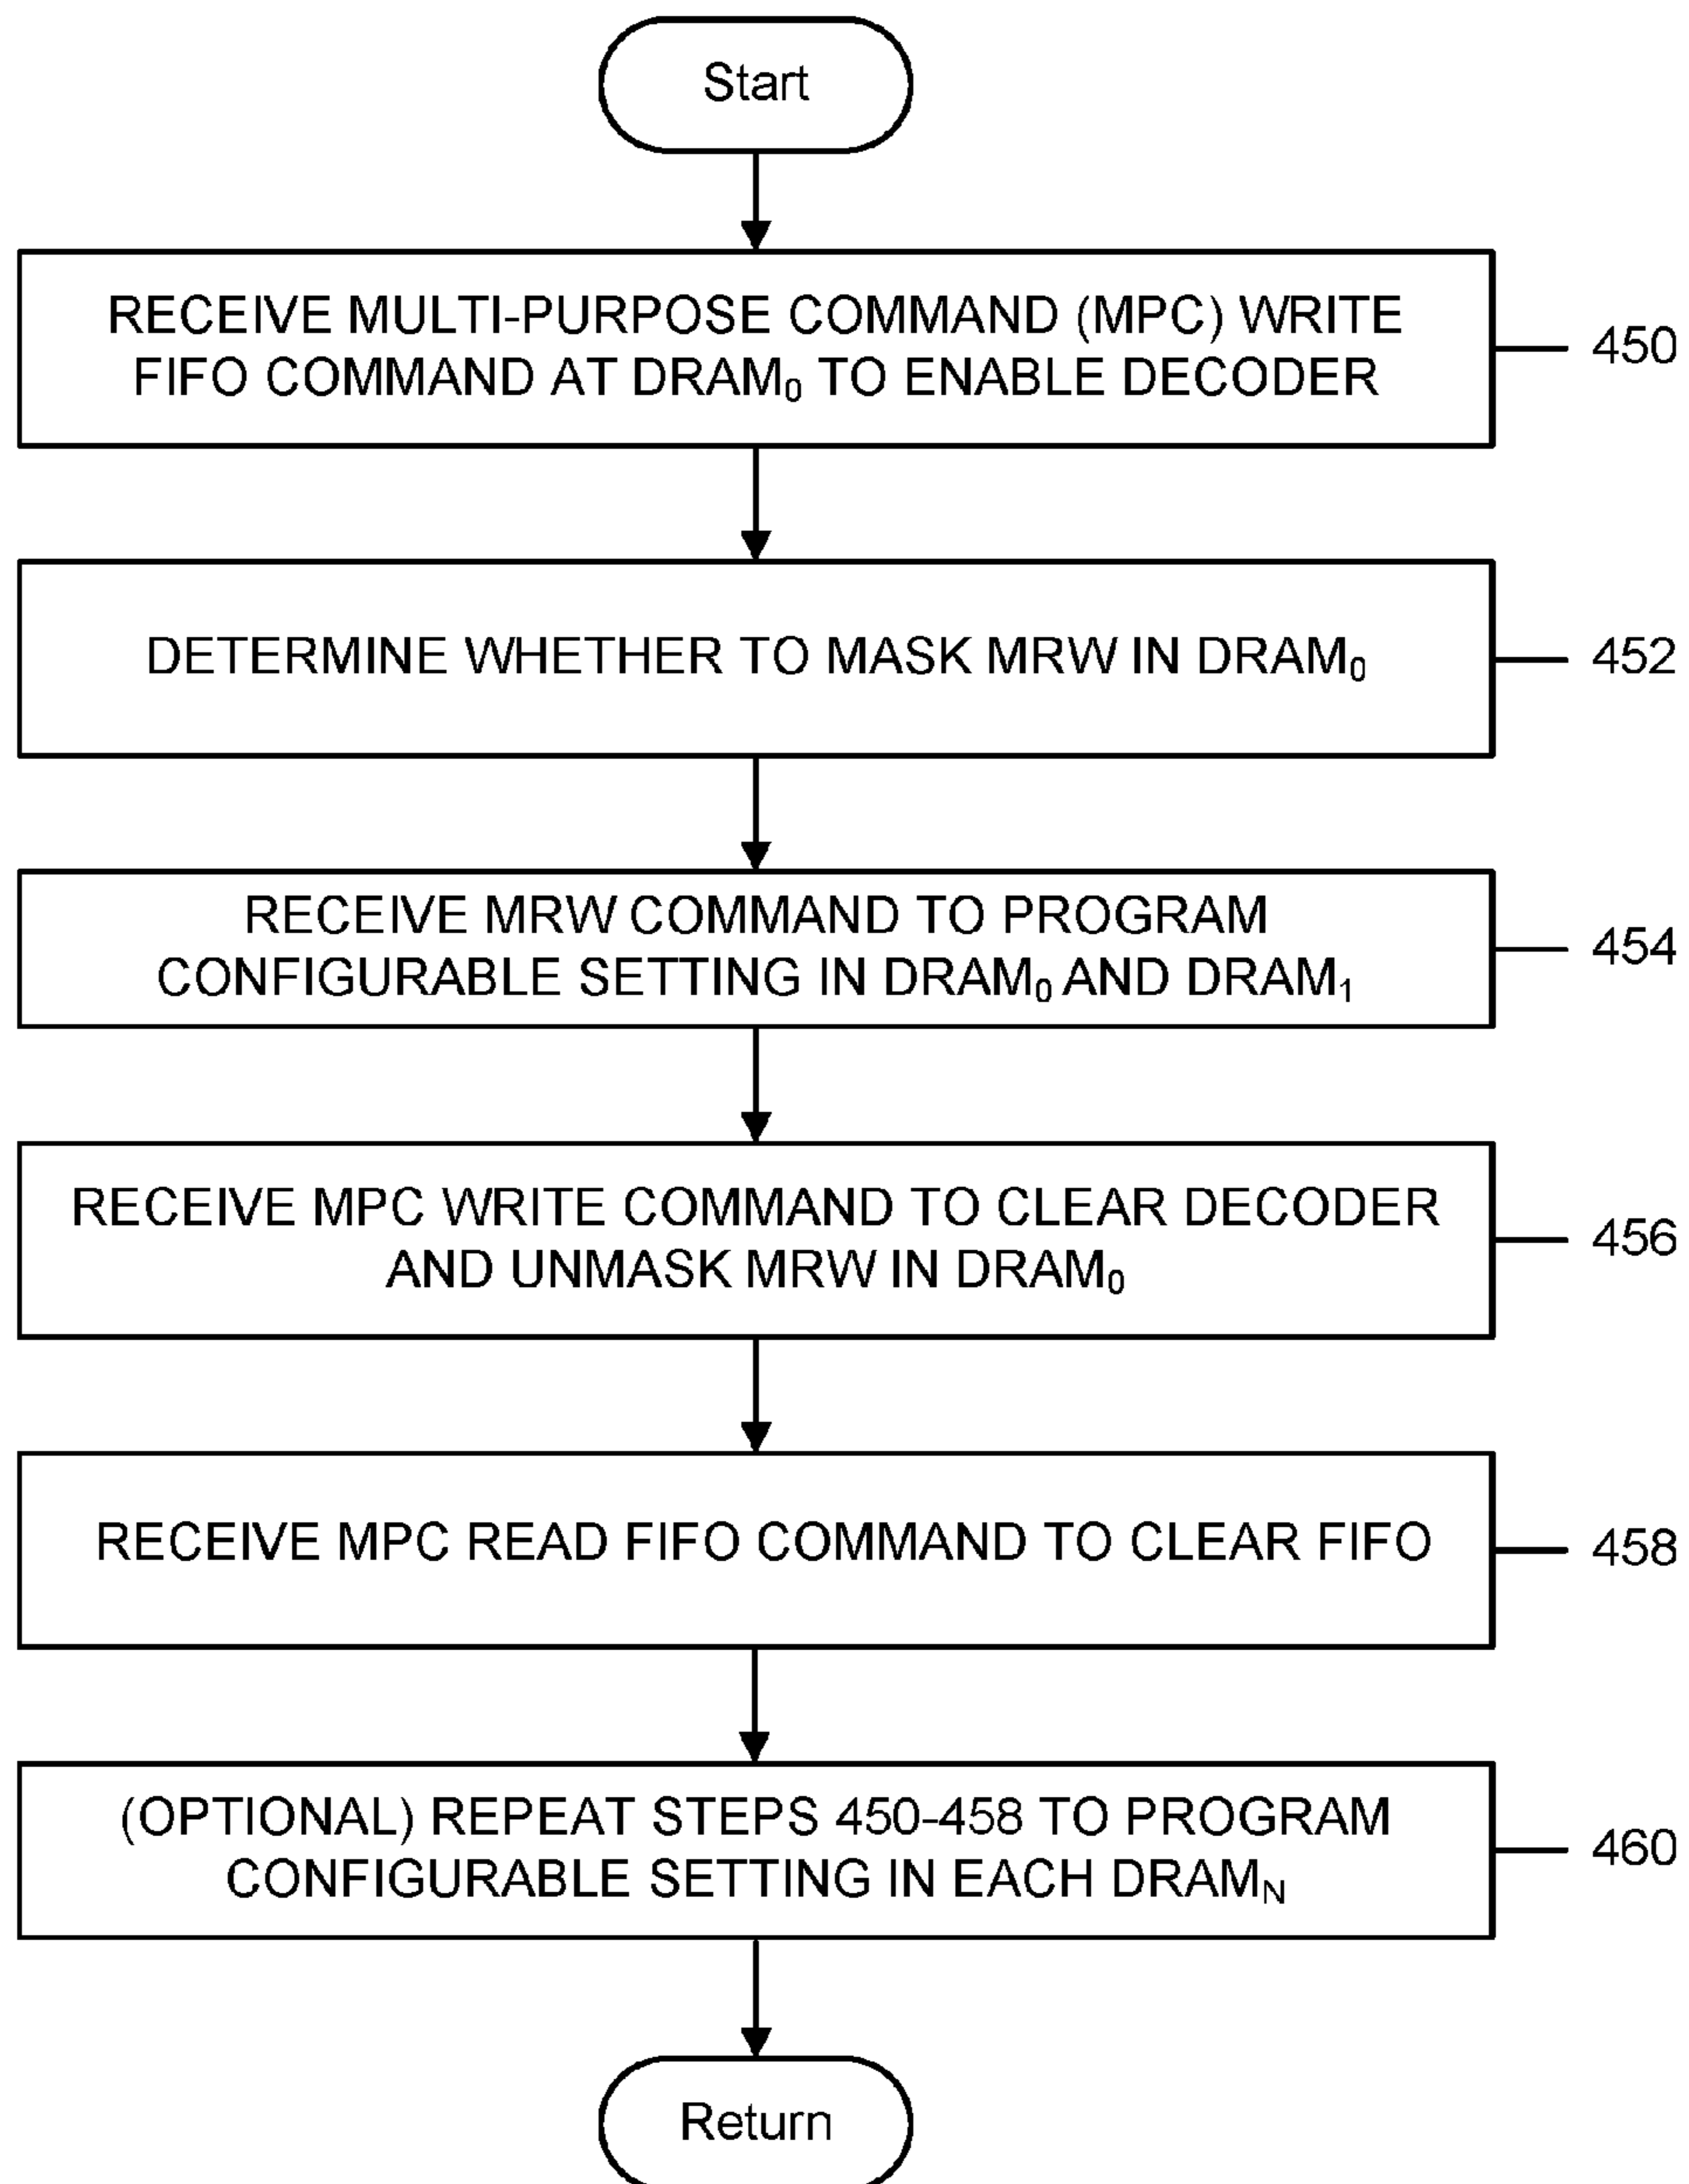 Start
RECEIVE MULTI-PURPOSE COMMAND (MPC) WRITE
FIFO COMMAND AT DRAM₀ TO ENABLE DECODER
450
DETERMINE WHETHER TO MASK MRW IN DRAM₀
452
RECEIVE MRW COMMAND TO PROGRAM
CONFIGURABLE SETTING IN DRAM₀ AND DRAM₁
454
RECEIVE MPC WRITE COMMAND TO CLEAR DECODER
AND UNMASK MRW IN DRAM₀
456
RECEIVE MPC READ FIFO COMMAND TO CLEAR FIFO
458
(OPTIONAL) REPEAT STEPS 450-458 TO PROGRAM
CONFIGURABLE SETTING IN EACH DRAMN
460
Return